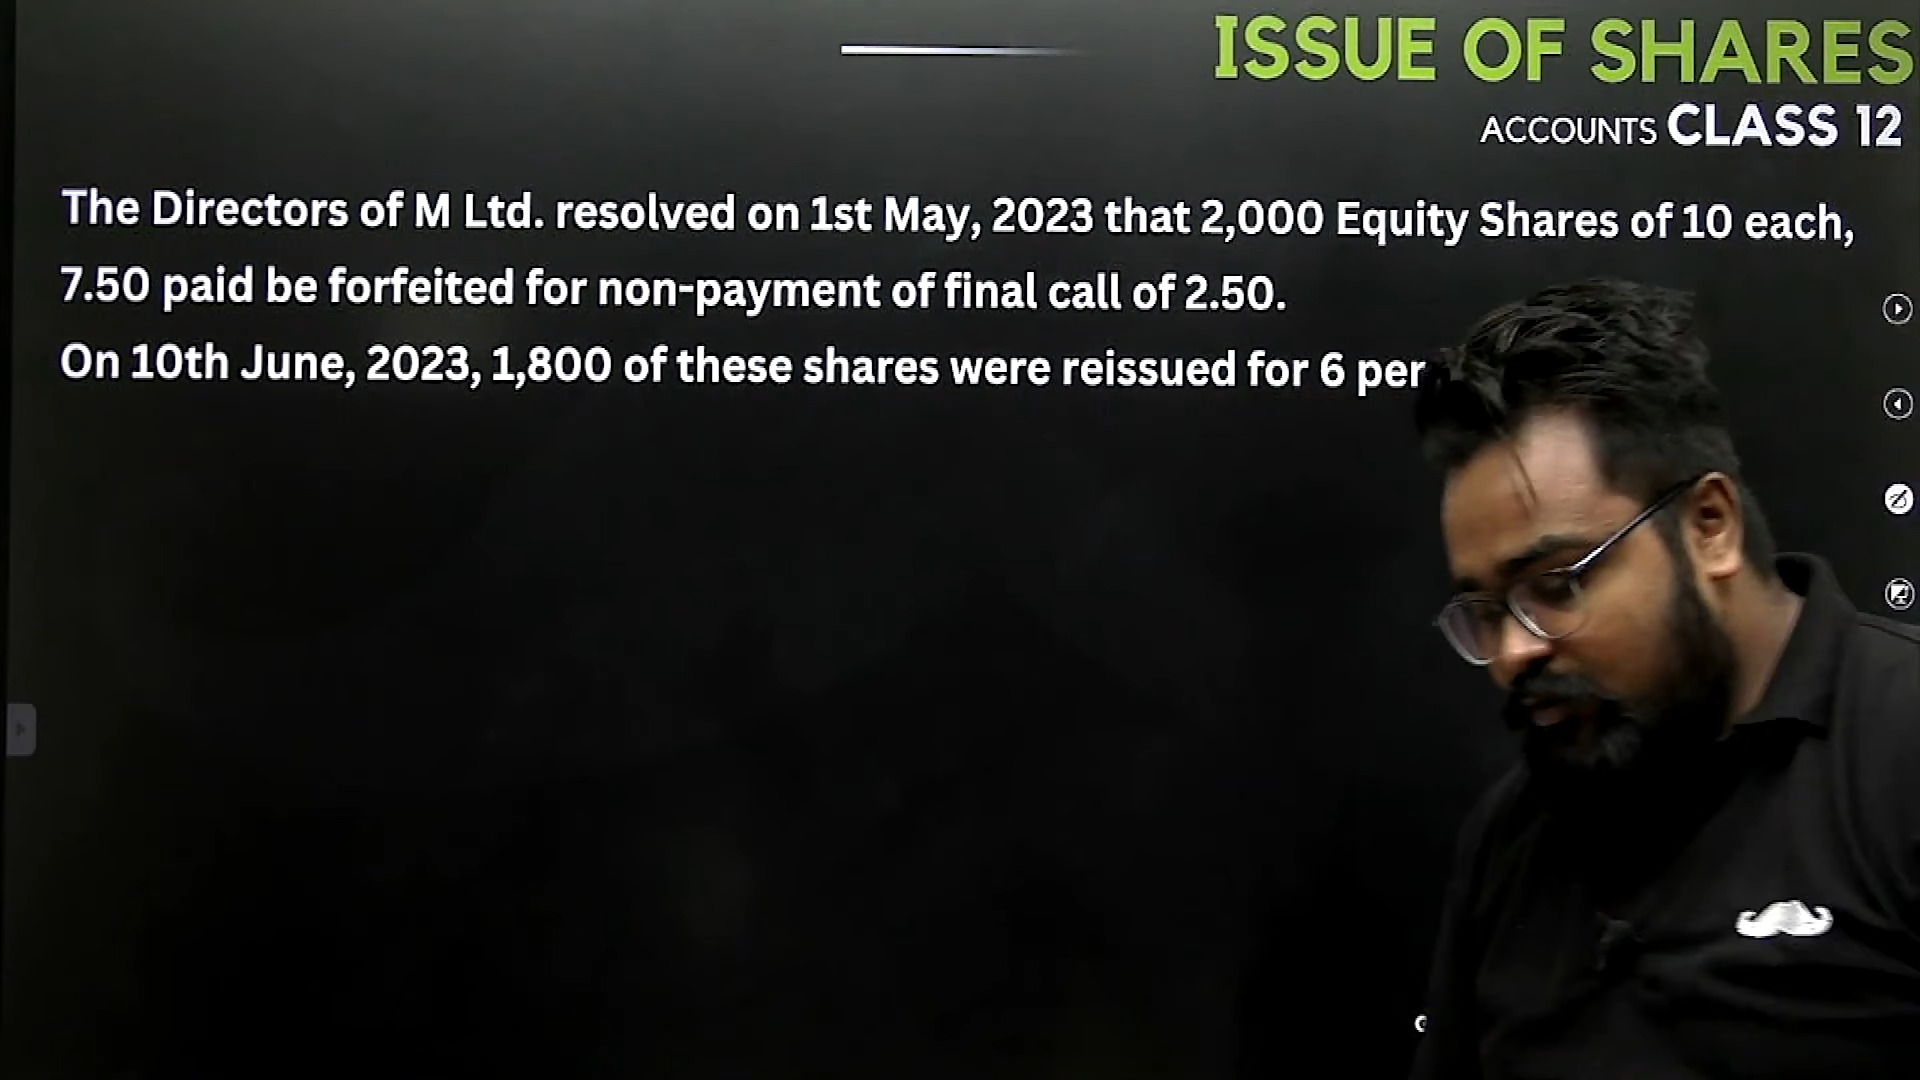 ISSUE OF SHARES
ACCOUNTS CLASS 12
The Directors of M Ltd. resolved on 1st May, 2023 that 2,000 Equity Shares of 10 each,
7.50 paid be forfeited for non-payment of final call of 2.50.
On 10th June, 2023, 1,800 of these shares were reissued for 6 per